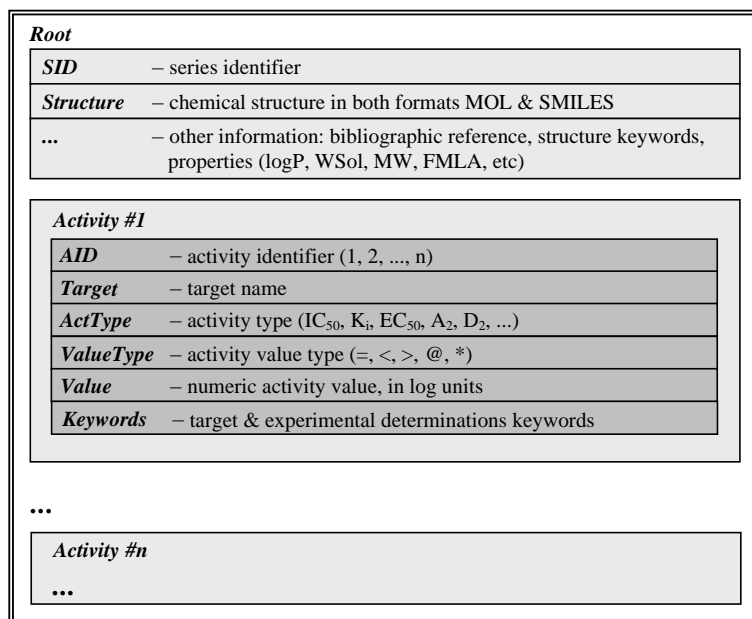 Root
SID – series identifier
Structure – chemical structure in both formats MOL & SMILES
... – other information: bibliographic reference, structure keywords,
properties (logP, WSol, MW, FMLA, etc)
Activity #1
AID – activity identifier (1, 2, ..., n)
Target – target name
ActType – activity type (IC₅₀, Kᵢ, EC₅₀, A₂, D₂, ...)
ValueType – activity value type (=, <, >, @, *)
Value – numeric activity value, in log units
Keywords – target & experimental determinations keywords
...
Activity #n
...